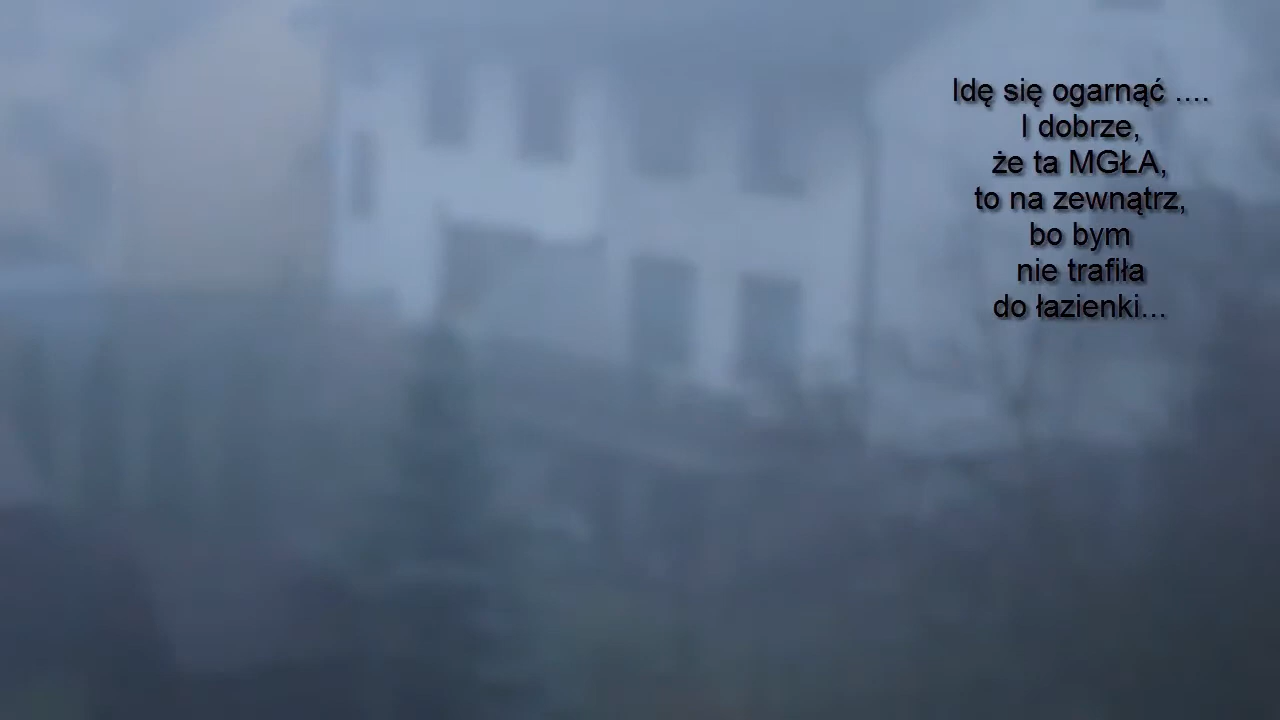 Idę się ogarnąć ....
I dobrze,
że ta MGŁA,
to na zewnątrz,
bo bym
nie trafiła
do łazienki...